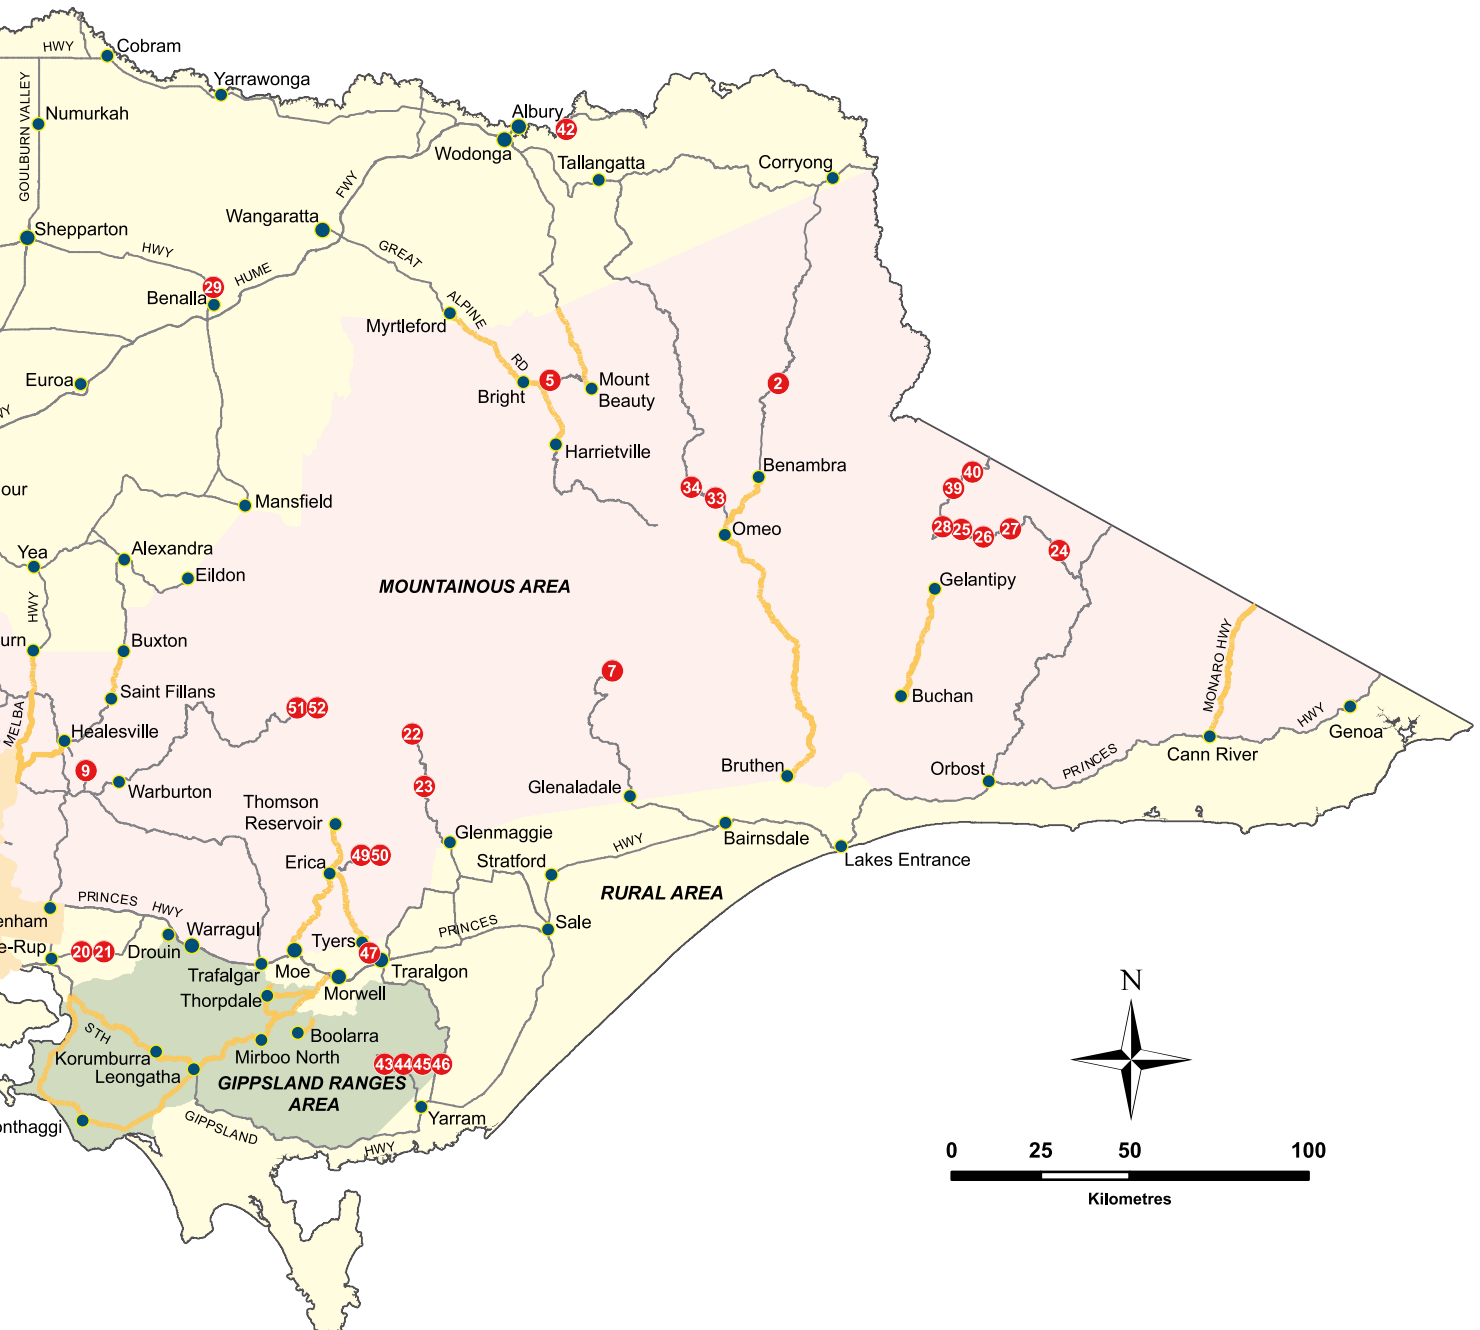 HWY
Cobram
Yarrawonga
GOULBURN VALLEY
Numurkah
Albury
42
Wodonga
Tallangatta
Corryong
FWY
Wangaratta
Shepparton
HWY
GREAT
HUME
29
Benalla
ALPINE
Myrtleford
RD
Euroa
5
Bright
Mount
Beauty
2
Harrietville
Benambra
40
34
33
39
our
Mansfield
Omeo
28
25
26
27
24
Yea
Alexandra
Eildon
MOUNTAINOUS AREA
Gelantipy
HWY
urn
Buxton
MONARO HWY
7
Saint Fillans
Buchan
51
52
MELBA
Healesville
22
HWY
Genoa
Cann River
PRINCES
9
Warburton
23
Bruthen
Orbost
Glenaladale
Thomson
Reservoir
Glenmaggie
HWY
Bairnsdale
Lakes Entrance
Erica
49
50
Stratford
RURAL AREA
PRINCES
HWY
enham
Warragul
PRINCES
Sale
e-Rup
20
21
Drouin
Tyers
47
Trafalgar
Moe
Traralgon
Thorpdale
Morwell
N
STH
Boolarra
Korumburra
Mirboo North
Leongatha
43
44
45
46
GIPPSLAND RANGES
AREA
onthaggi
GIPPSLAND
Yarram
HWY
0
25
50
100
Kilometres